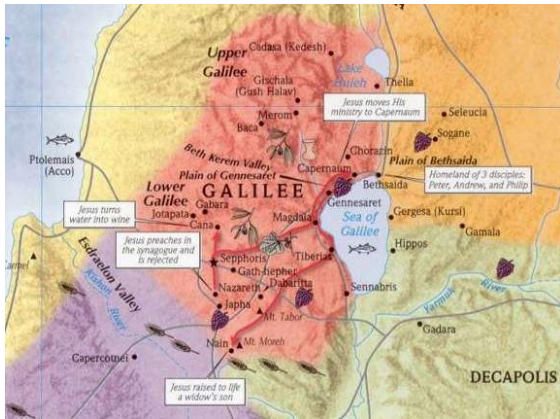 Upper
Galilee
Cadasa (Kedesh)
Lake
Huleh
Thella
Gischala
(Gush Halav)
Jesus moves His
ministry to Capernaum
Merom
Baca
Seleucia
Sogane
Ptolemais
(Acco)
Beth Kerem Valley
Chorazin
Plain of Bethsaida
Plain of Gennesaret
Capernaum
Homeland of 3 disciples:
Peter, Andrew, and Philip
Bethsaida
Lower
Galilee
GALILEE
Gennesaret
Jesus turns
water into wine
Gabara
Jotapata
Cana
Magdala
Sea of
Galilee
Gergesa (Kursi)
Gamala
Jesus preaches in
the synagogue and
is rejected
Esdraelon Valley
Kishon River
Sepphoris
Tiberias
Hippos
Gath-hepher
Nazareth
Dabaritta
Sennabris
Japha
Mt. Tabor
Yarmuk River
Nain
Mt. Moreh
Gadara
Capercotnei
DECAPOLIS
Jesus raised to life
a widow's son